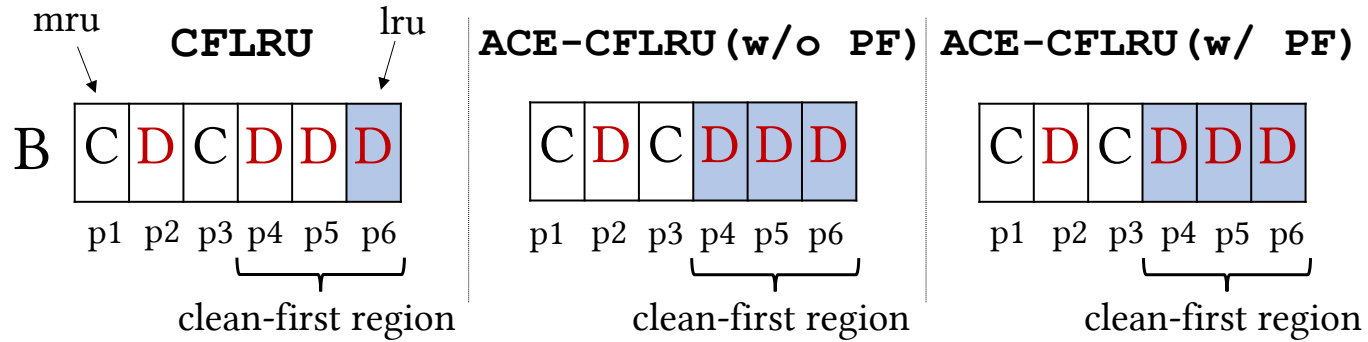 mru
lru
CFLRU
ACE-CFLRU(w/o PF)
ACE-CFLRU(w/ PF)
B
C D C D D D
C D C D D D
C D C D D D
p1 p2 p3 p4 p5 p6
p1 p2 p3 p4 p5 p6
p1 p2 p3 p4 p5 p6
clean-first region
clean-first region
clean-first region